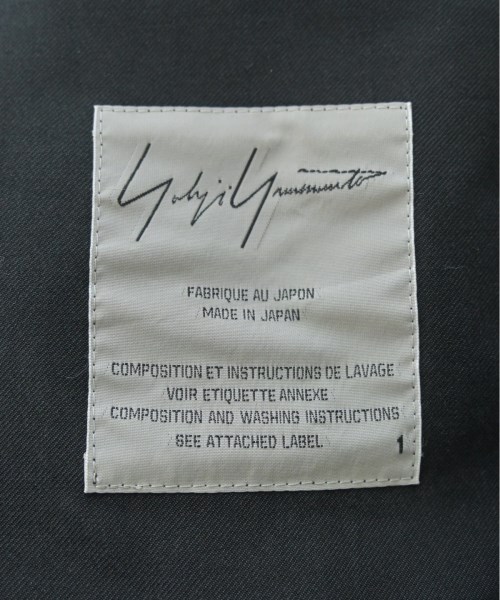 Yohji Yamamoto
FABRIQUE AU JAPON
MADE IN JAPAN
COMPOSITION ET INSTRUCTIONS DE LAVAGE
VOIR ETIQUETTE ANNEXE
COMPOSITION AND WASHING INSTRUCTIONS
SEE ATTACHED LABEL 1